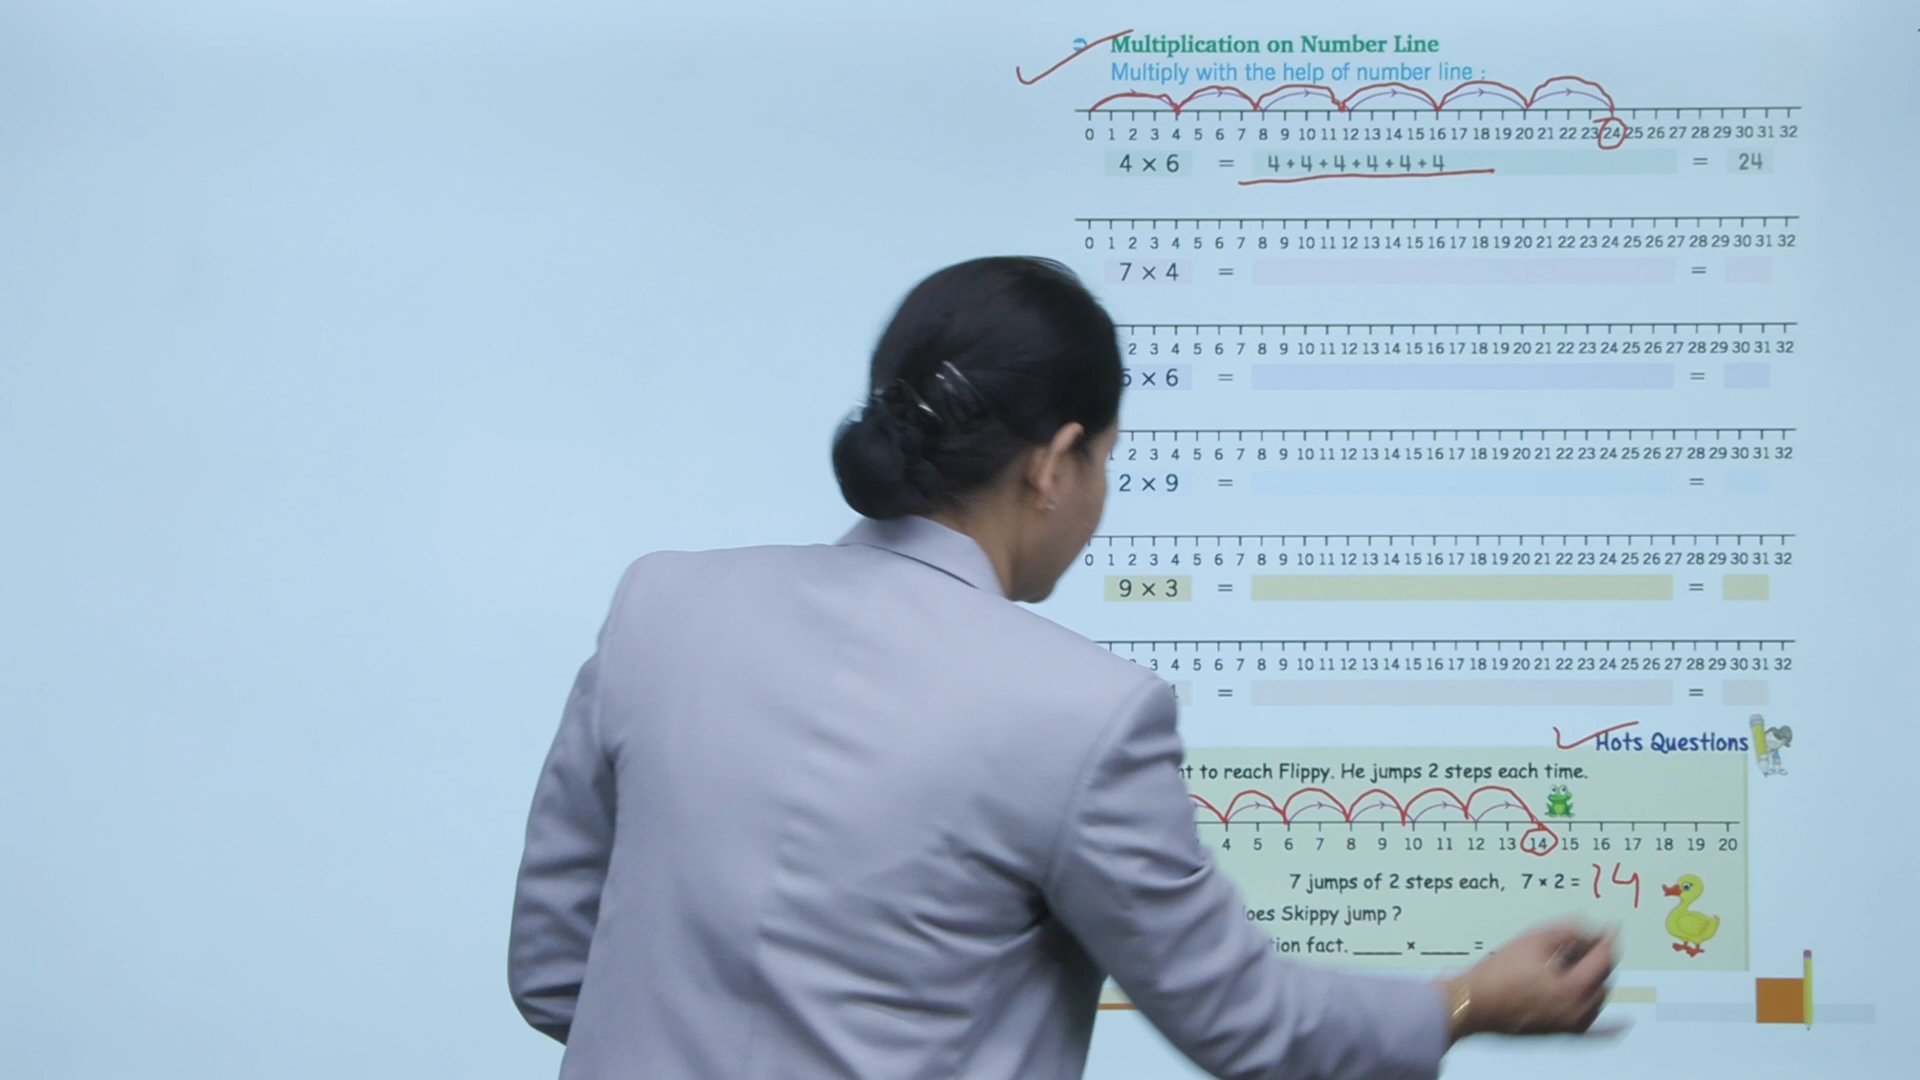 Multiplication on Number Line
Multiply with the help of number line :
0 1 2 3 4 5 6 7 8 9 10 11 12 13 14 15 16 17 18 19 20 21 22 23 24 25 26 27 28 29 30 31 32
4 × 6 = 4 + 4 + 4 + 4 + 4 + 4 = 24
0 1 2 3 4 5 6 7 8 9 10 11 12 13 14 15 16 17 18 19 20 21 22 23 24 25 26 27 28 29 30 31 32
7 × 4 = =
2 3 4 5 6 7 8 9 10 11 12 13 14 15 16 17 18 19 20 21 22 23 24 25 26 27 28 29 30 31 32
× 6 = =
1 2 3 4 5 6 7 8 9 10 11 12 13 14 15 16 17 18 19 20 21 22 23 24 25 26 27 28 29 30 31 32
2 × 9 = =
0 1 2 3 4 5 6 7 8 9 10 11 12 13 14 15 16 17 18 19 20 21 22 23 24 25 26 27 28 29 30 31 32
9 × 3 = =
3 4 5 6 7 8 9 10 11 12 13 14 15 16 17 18 19 20 21 22 23 24 25 26 27 28 29 30 31 32
= =
Hots Questions
to reach Flippy. He jumps 2 steps each time.
4 5 6 7 8 9 10 11 12 13 14 15 16 17 18 19 20
7 jumps of 2 steps each, 7 × 2 = 14
Skippy jump ?
fact. ____ × ____ =